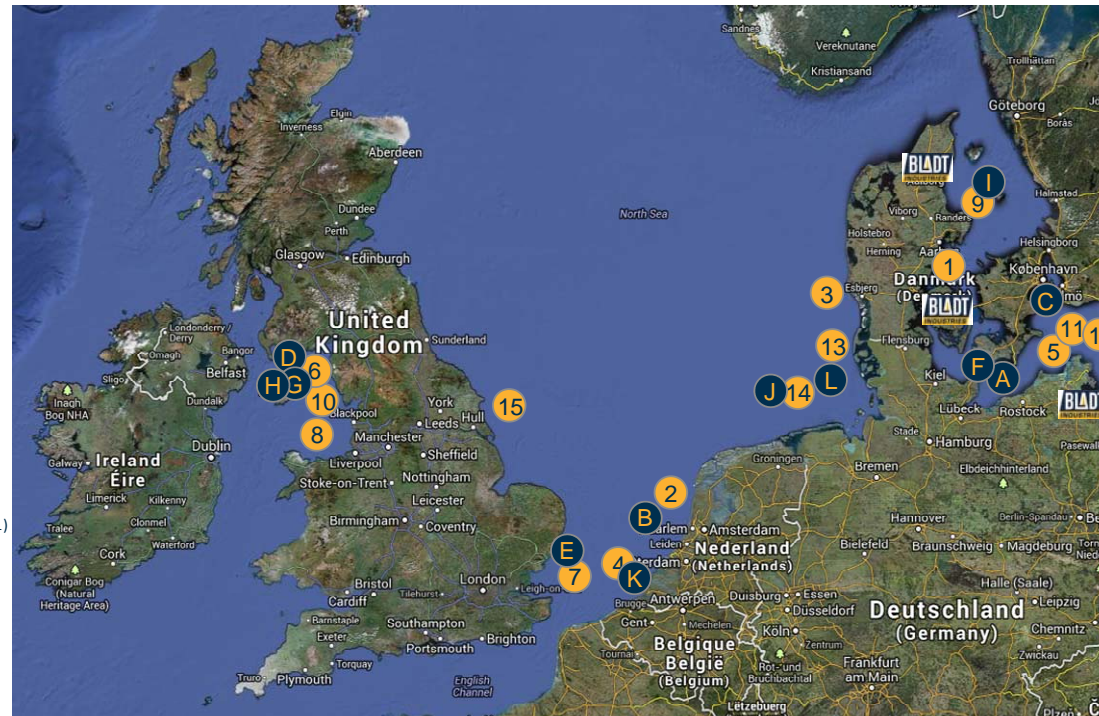 Sandnes
Vereknutane
Kristiansand
Trollhättan
Göteborg
Borås
Elgin
Inverness
Aberdeen
BLADT
INDUSTRIES
I
9
Halmstad
North Sea
Viborg
Randers
Holstebro
Herning
Dundee
Perth
Glasgow
Edinburgh
Helsingborg
1
København
Danmark
C
3
Esbjerg
BLADT
INDUSTRIES
11
1
5
United
Kingdom
Londonderry /
Derry
Omagh
Bangor
Belfast
Sunderland
D
6
H
G
10
13
Flensburg
Kiel
F
A
J
14
L
Sligo
Inagh
Bog NHA
Dundalk
Blackpool
York
Leeds
Hull
15
Lübeck
Rostock
BLADT
INDUSTRIES
8
Dublin
Galway
Ireland
Éire
Manchester
Liverpool
Sheffield
Stade
Hamburg
Pasewalk
Groningen
Bremen
Elbdeichhinterland
Stoke-on-Trent
Nottingham
Leicester
Limerick
Kilkenny
2
B
Tralee
Clonmel
Waterford
Birmingham
Coventry
Amsterdam
Leiden
Hannover
Berlin-Spandau
Cork
E
7
4
K
Nederland
(Netherlands)
Bielefeld
Braunschweig
Magdeburg
Conigar Bog
(Natural
Heritage Area)
Bristol
Cardiff
Tilehurst
London
Leigh-on
Brugge
Antwerpen
Duisburg
Essen
Düsseldorf
Halle (Saale)
Leipzig
Barnstaple
Southampton
Portsmouth
Brighton
Gent
Mechelen
Deutschland
(Germany)
Exeter
Torquay
Belgique
België
(Belgium)
Köln
Zentrum
Chemnitz
Zwickau
Truro
Plymouth
English
Channel
Tournai
Rot- und
Bruchbachtal
Frankfurt
am Main
Lëtzebuerg
Plzeň